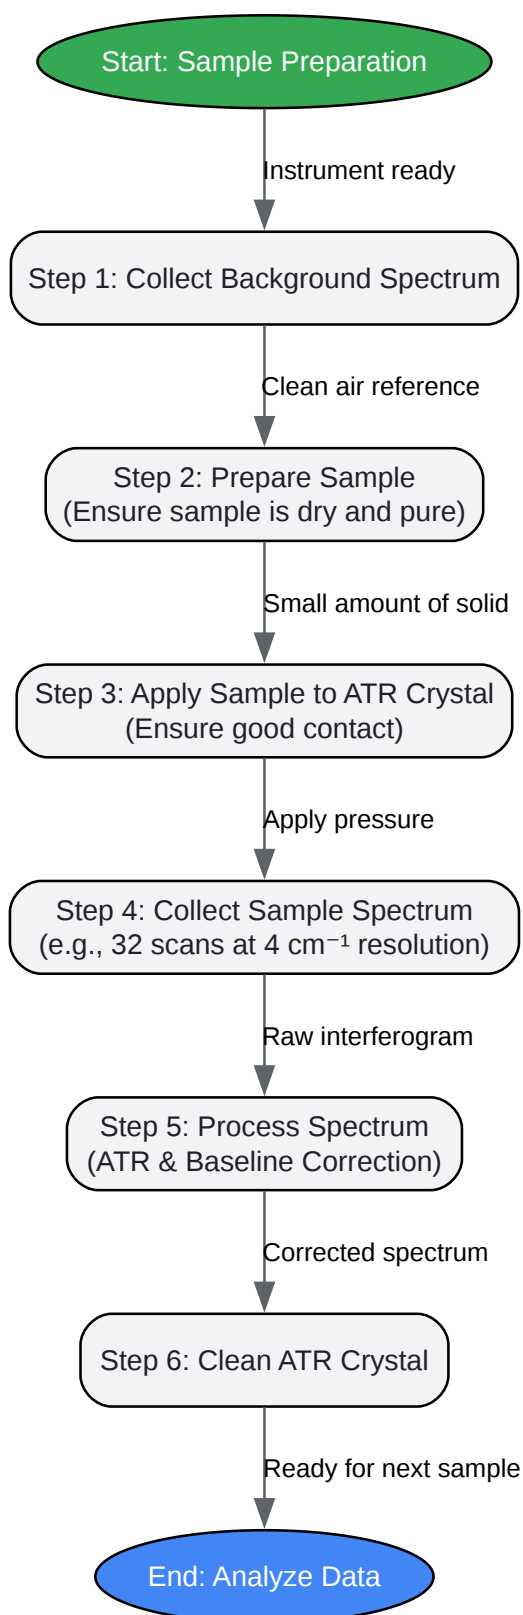 Start: Sample Preparation
Instrument ready
Step 1: Collect Background Spectrum
Clean air reference
Step 2: Prepare Sample
(Ensure sample is dry and pure)
Small amount of solid
Step 3: Apply Sample to ATR Crystal
(Ensure good contact)
Apply pressure
Step 4: Collect Sample Spectrum
(e.g., 32 scans at 4 cm⁻¹ resolution)
Raw interferogram
Step 5: Process Spectrum
(ATR & Baseline Correction)
Corrected spectrum
Step 6: Clean ATR Crystal
Ready for next sample
End: Analyze Data